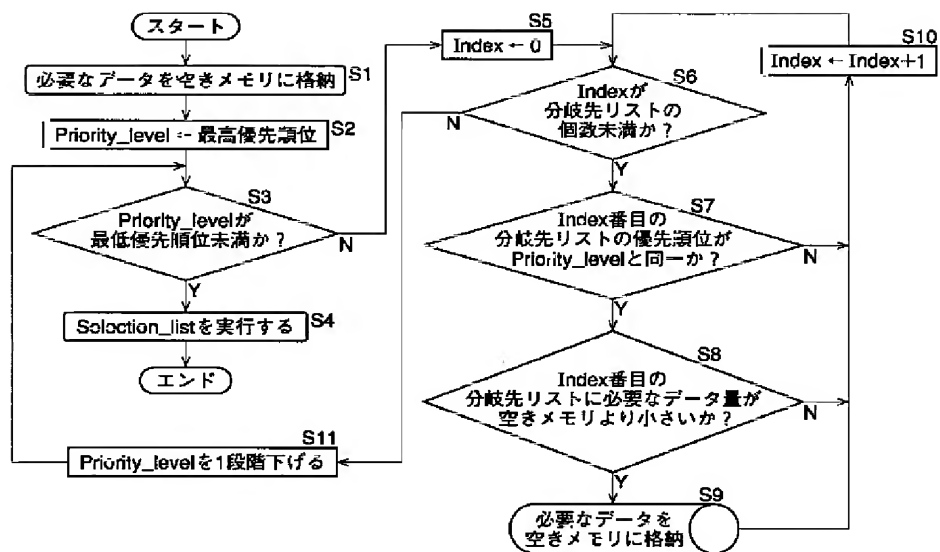 スタート
必要なデータを空きメモリに格納
S1
Priority_level ← 最高優先順位
S2
S3
Priority_levelが
最低優先順位未満か？
N
Y
Selection_listを実行する
S4
エンド
S11
Priority_levelを1段階下げる
S5
Index ← 0
S6
Indexが
分岐先リストの
個数未満か？
N
Y
S7
Index番目の
分岐先リストの優先順位が
Priority_levelと同一か？
N
Y
S8
Index番目の
分岐先リストに必要なデータ量が
空きメモリより小さいか？
N
Y
S9
必要なデータを
空きメモリに格納
S10
Index ← Index+1